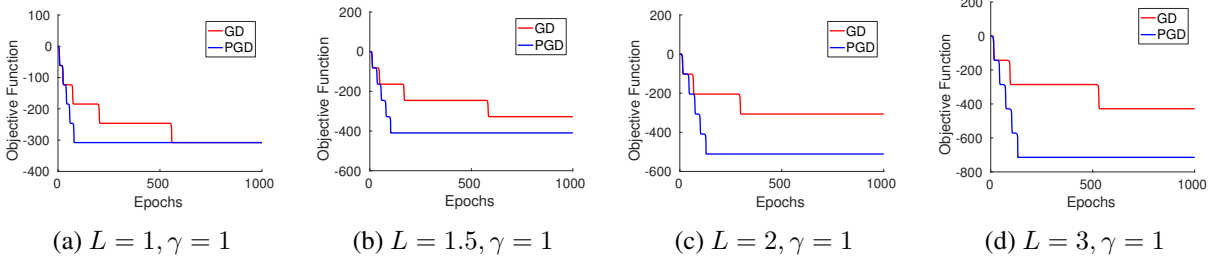 100
0
-100
-200
-300
-400
0
500
1000
Objective Function
Epochs
GD
PGD
(a) L = 1, γ = 1
200
0
-200
-400
-600
0
500
1000
Objective Function
Epochs
GD
PGD
(b) L = 1.5, γ = 1
200
0
-200
-400
-600
0
500
1000
Objective Function
Epochs
GD
PGD
(c) L = 2, γ = 1
200
0
-200
-400
-600
-800
0
500
1000
Objective Function
Epochs
GD
PGD
(d) L = 3, γ = 1